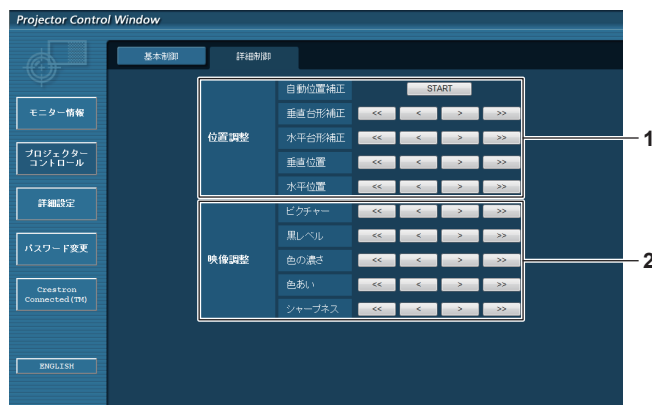 Projector Control Window
基本制御 詳細制御
モニター情報
プロジェクター
コントロール
詳細設定
パスワード変更
Crestron
Connected(TM)
ENGLISH
位置調整
自動位置補正 START
垂直台形補正 << < > >>
水平台形補正 << < > >>
垂直位置 << < > >>
水平位置 << < > >>
1
映像調整
ピクチャー << < > >>
黒レベル << < > >>
色の濃さ << < > >>
色あい << < > >>
シャープネス << < > >>
2